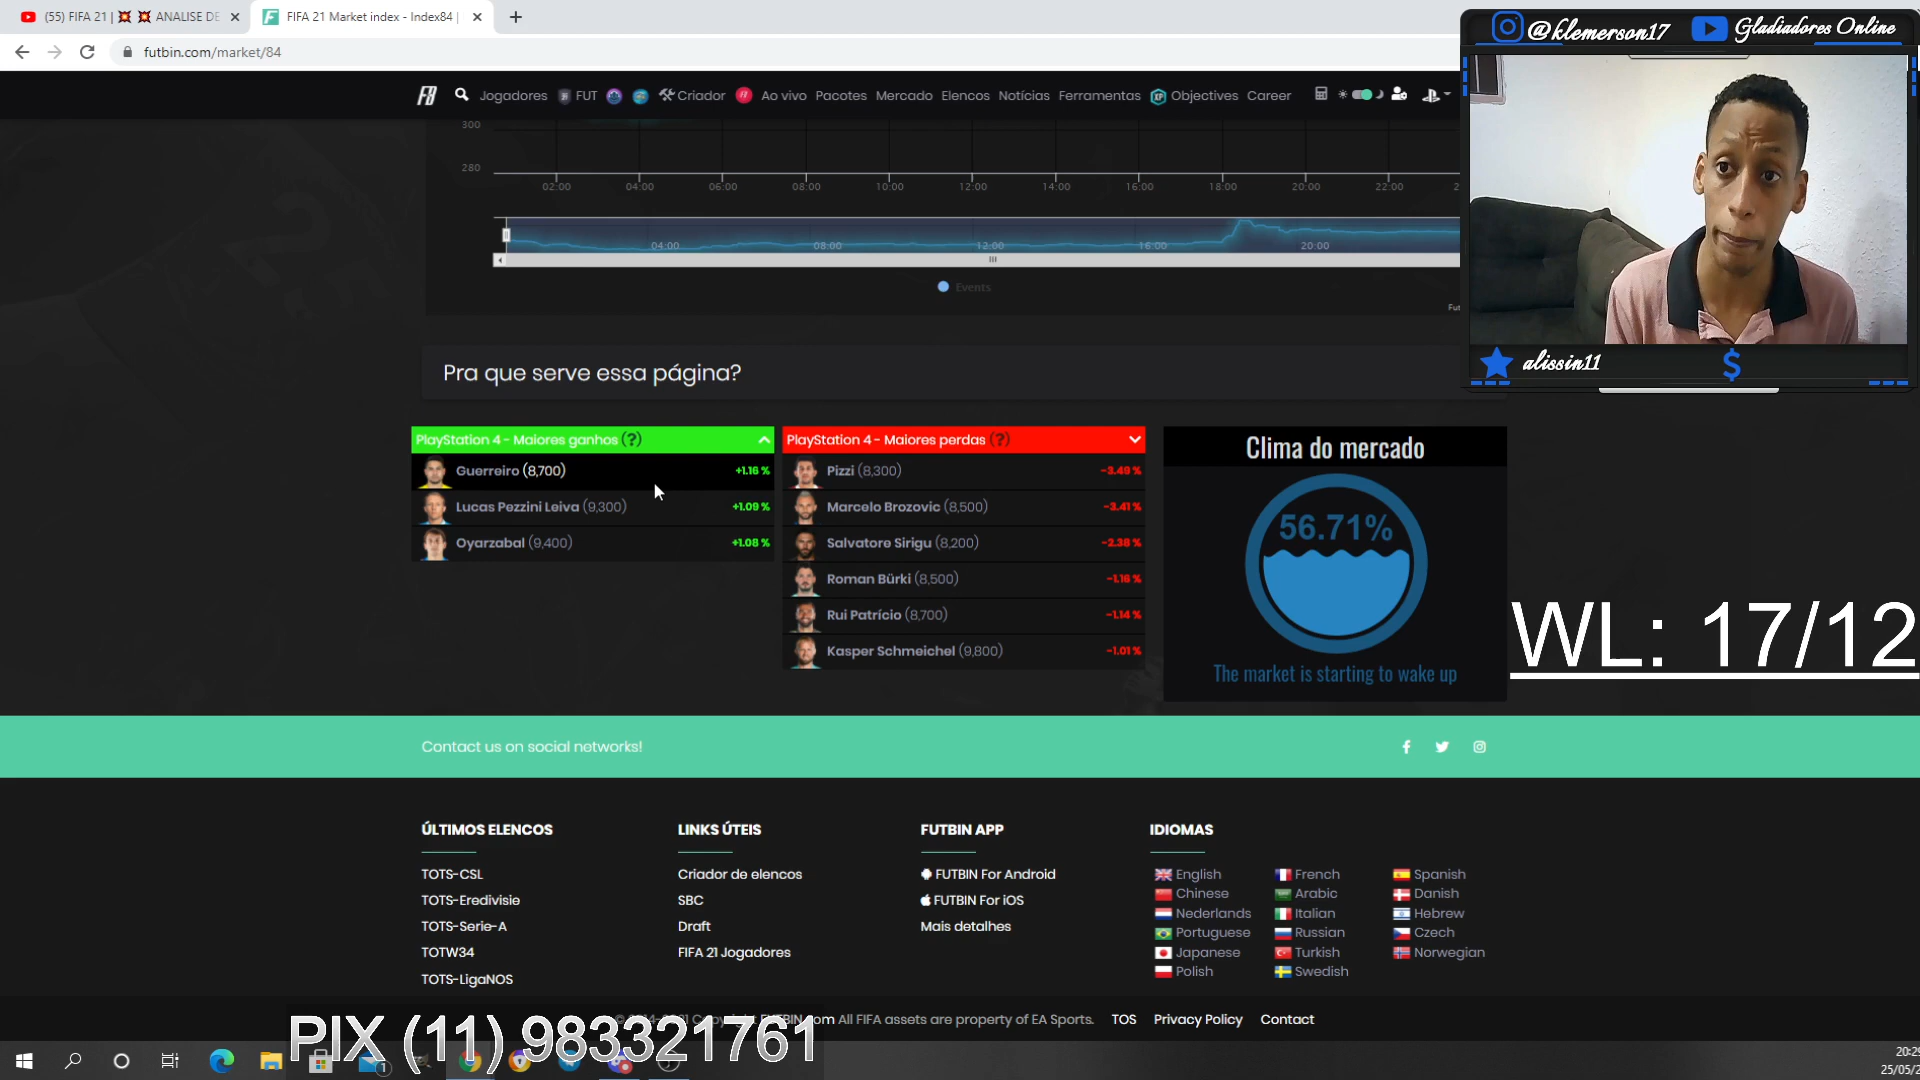 (55) FIFA 21 | ANALISE DE
FIFA 21 Market index - Index84 |
futbin.com/market/84
@klemerson17 Gladiadores Online
FB Jogadores FUT Criador Ao vivo Pacotes Mercado Elencos Notícias Ferramentas Objectives Career
300
280
02:00 04:00 06:00 08:00 10:00 12:00 14:00 16:00 18:00 20:00 22:00
04:00 08:00 12:00 16:00 20:00
Events
Fut
alissin11 $
Pra que serve essa página?
PlayStation 4 - Maiores ganhos (?)
Guerreiro (8,700) +1.16 %
Lucas Pezzini Leiva (9,300) +1.09 %
Oyarzabal (9,400) +1.08 %
PlayStation 4 - Maiores perdas (?)
Pizzi (8,300) -3.49 %
Marcelo Brozovic (8,500) -3.41 %
Salvatore Sirigu (8,200) -2.38 %
Roman Bürki (8,500) -1.16 %
Rui Patrício (8,700) -1.14 %
Kasper Schmeichel (9,800) -1.01 %
Clima do mercado
56.71%
The market is starting to wake up
WL: 17/12
Contact us on social networks!
ÚLTIMOS ELENCOS
TOTS-CSL
TOTS-Eredivisie
TOTS-Serie-A
TOTW34
TOTS-LigaNOS
LINKS ÚTEIS
Criador de elencos
SBC
Draft
FIFA 21 Jogadores
FUTBIN APP
FUTBIN For Android
FUTBIN For iOS
Mais detalhes
IDIOMAS
English French Spanish
Chinese Arabic Danish
Nederlands Italian Hebrew
Portuguese Russian Czech
Japanese Turkish Norwegian
Polish Swedish
All FIFA assets are property of EA Sports. TOS Privacy Policy Contact
PIX (11) 983321761
1
20:29
25/05/2